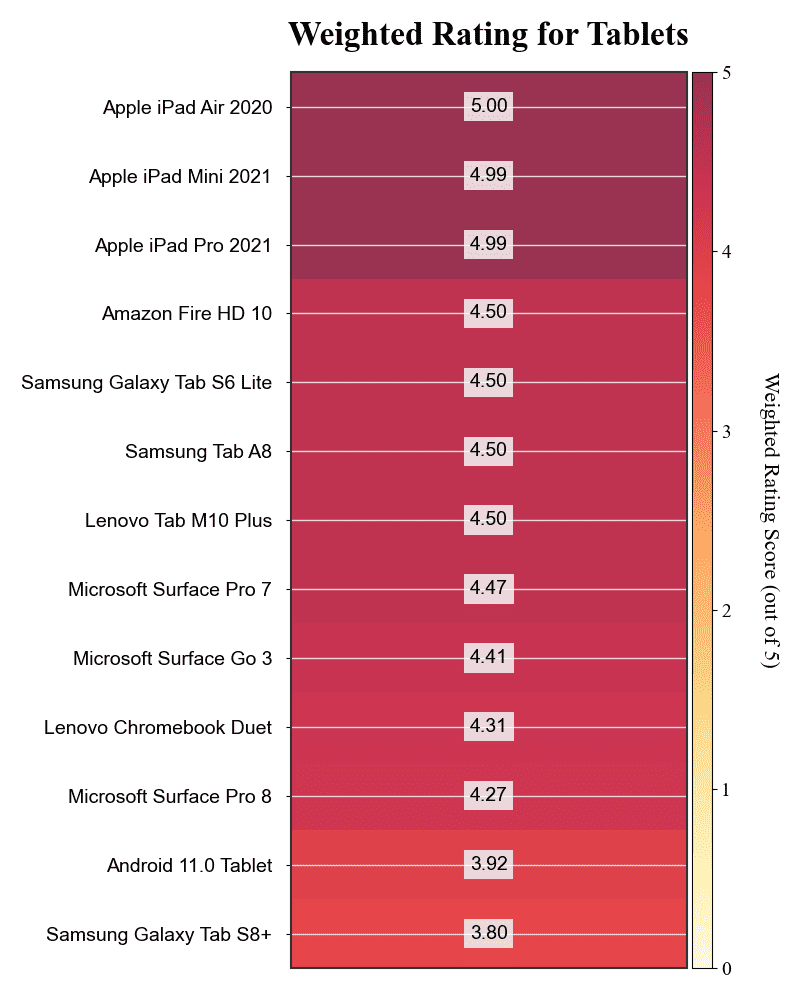 Weighted Rating for Tablets
Apple iPad Air 2020 5.00
Apple iPad Mini 2021 4.99
Apple iPad Pro 2021 4.99
Amazon Fire HD 10 4.50
Samsung Galaxy Tab S6 Lite 4.50
Samsung Tab A8 4.50
Lenovo Tab M10 Plus 4.50
Microsoft Surface Pro 7 4.47
Microsoft Surface Go 3 4.41
Lenovo Chromebook Duet 4.31
Microsoft Surface Pro 8 4.27
Android 11.0 Tablet 3.92
Samsung Galaxy Tab S8+ 3.80
5
4
3
2
1
0
Weighted Rating Score (out of 5)